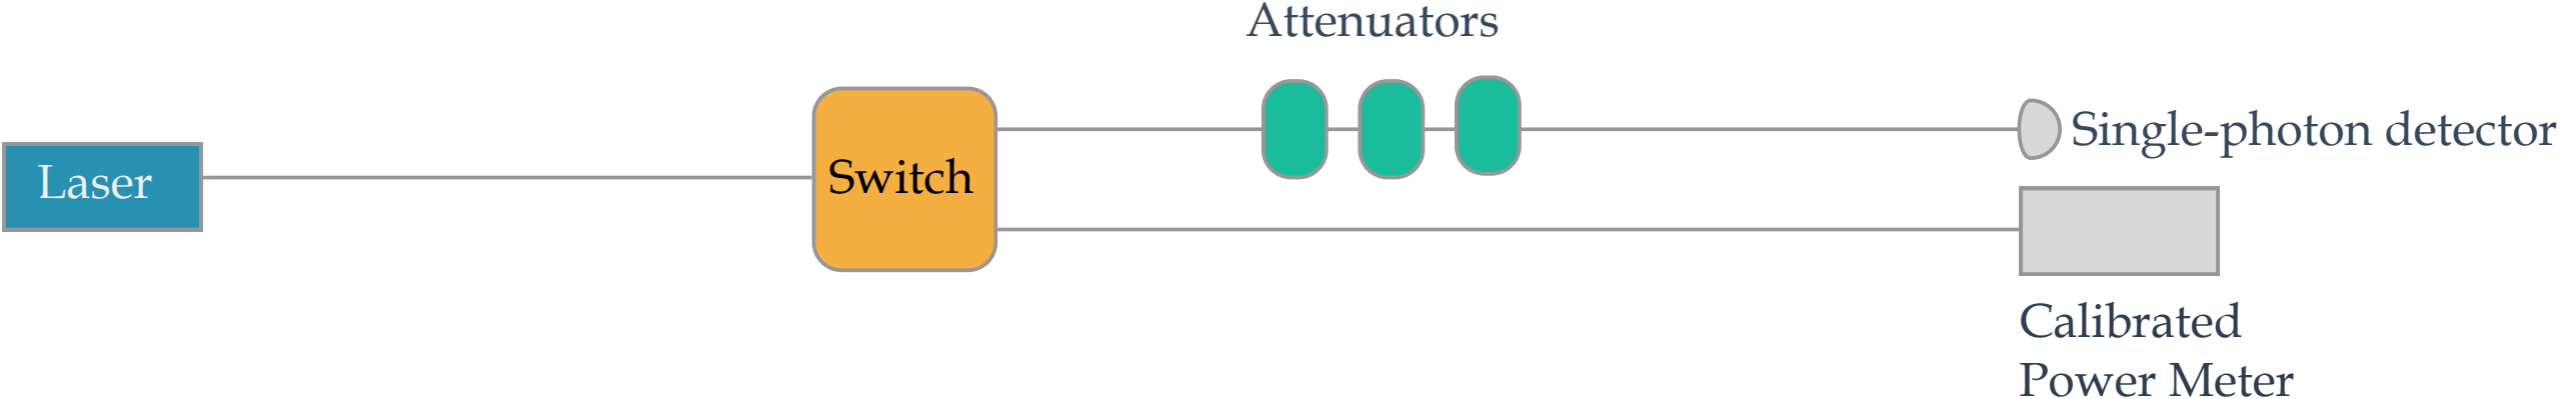 Attenuators
Laser
Switch
Single-photon detector
Calibrated
Power Meter